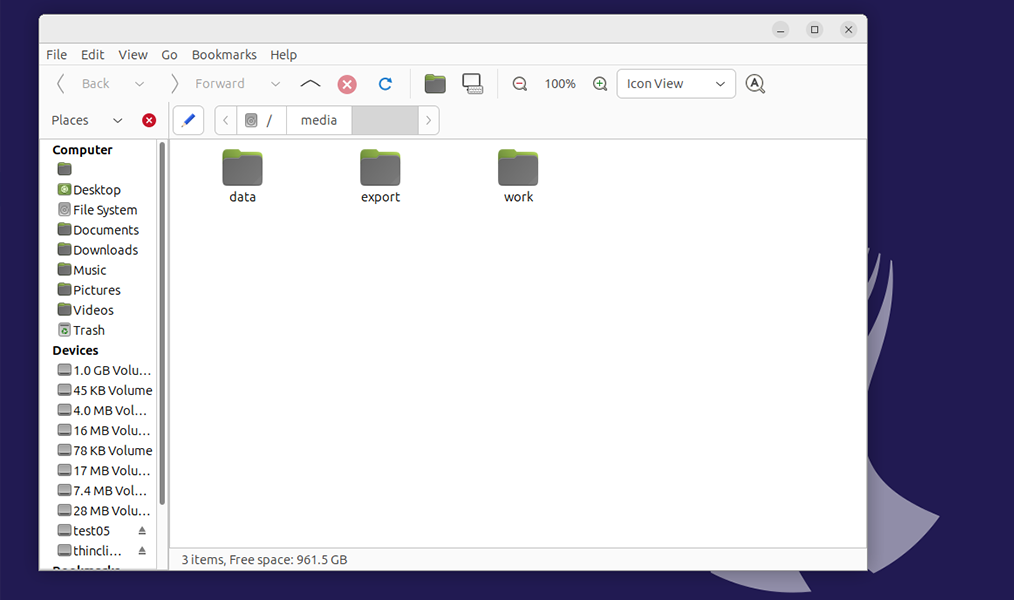 File Edit View Go Bookmarks Help
Back Forward 100% Icon View
Places / media
Computer
Desktop
File System
Documents
Downloads
Music
Pictures
Videos
Trash
Devices
1.0 GB Volu...
45 KB Volume
4.0 MB Vol...
16 MB Volu...
78 KB Volume
17 MB Volu...
7.4 MB Vol...
28 MB Volu...
test05
thincli...
Bookmarks
data export work
3 items, Free space: 961.5 GB